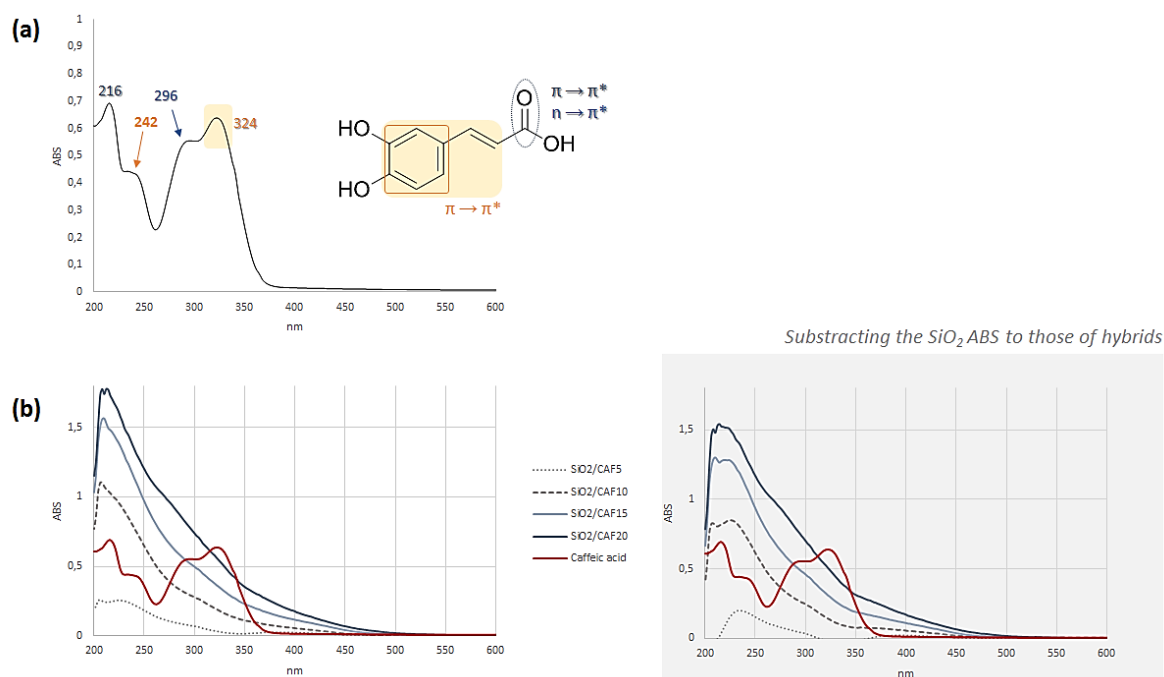 (a)
1
0,9
0,8
0,7
0,6
0,5
0,4
0,3
0,2
0,1
0
ABS
216
242
296
324
200 250 300 350 400 450 500 550 600
nm
HO
HO
O
OH
π → π*
n → π*
π → π*
Substracting the SiO2 ABS to those of hybrids
(b)
1,5
1
0,5
0
ABS
200 250 300 350 400 450 500 550 600
nm
SiO2/CAF5
SiO2/CAF10
SiO2/CAF15
SiO2/CAF20
Caffeic acid
1,5
1
0,5
0
ABS
200 250 300 350 400 450 500 550 600
nm